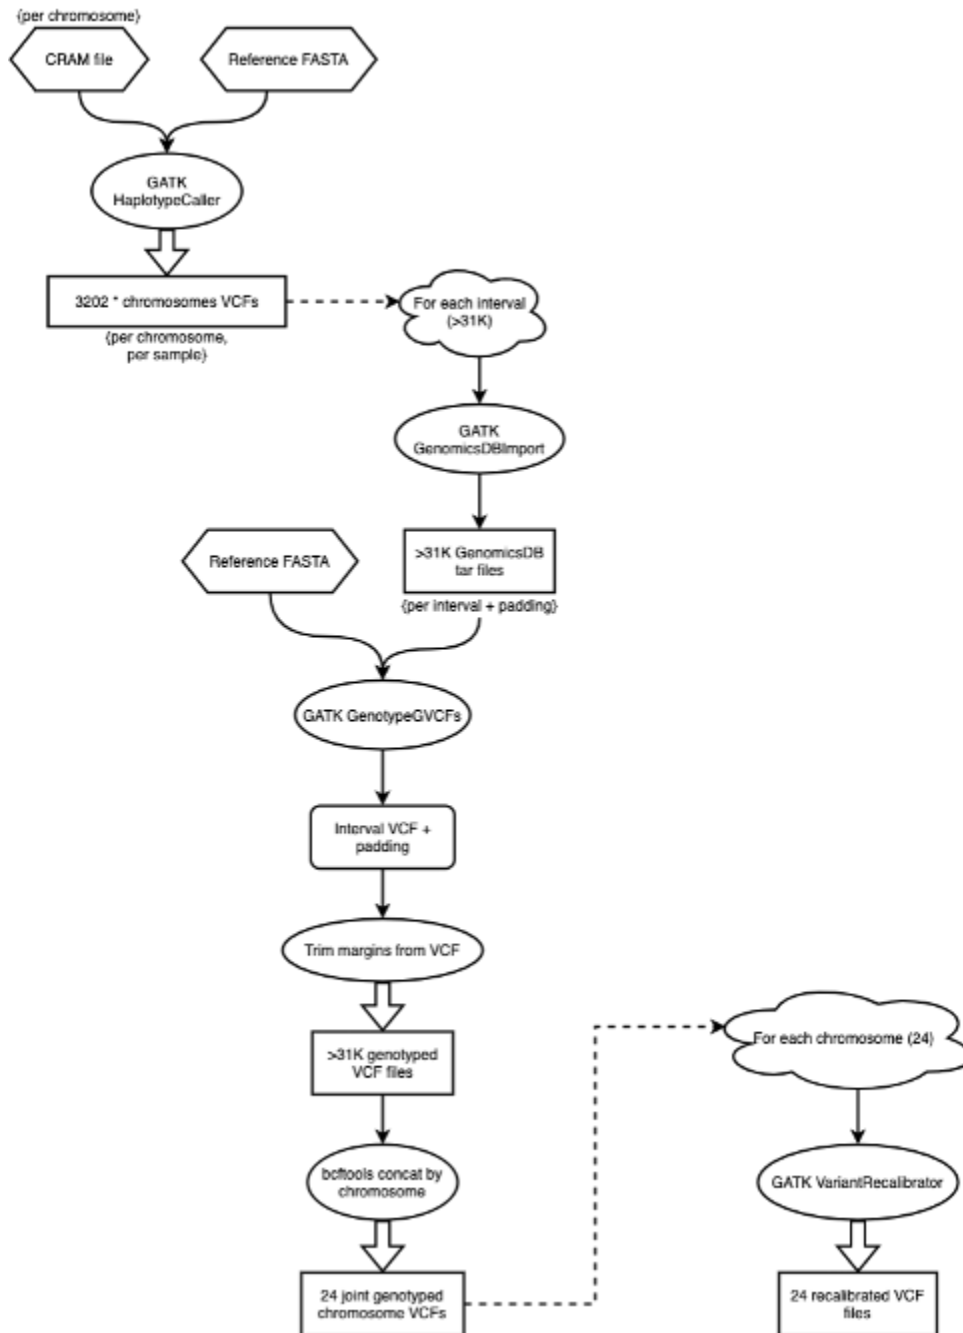 {per chromosome}
CRAM file
Reference FASTA
GATK
HaplotypeCaller
3202 * chromosomes VCFs
{per chromosome,
per sample}
For each interval
(>31K)
GATK
GenomicsDBImport
>31K GenomicsDB
tar files
{per interval + padding}
Reference FASTA
GATK GenotypeGVCFs
Interval VCF +
padding
Trim margins from VCF
>31K genotyped
VCF files
bcftools concat by
chromosome
24 joint genotyped
chromosome VCFs
For each chromosome (24)
GATK VariantRecalibrator
24 recalibrated VCF
files